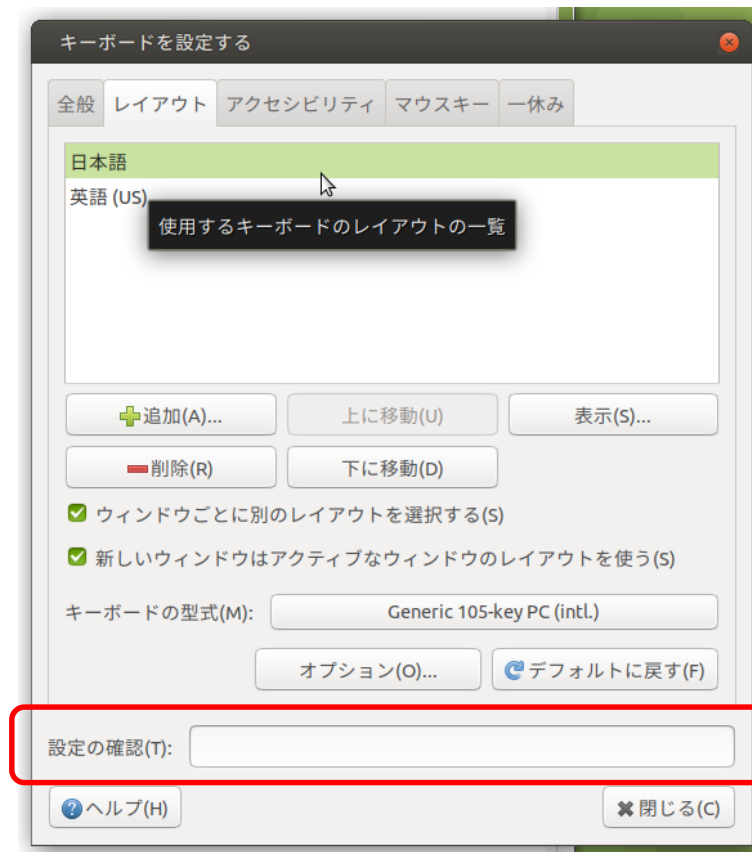 キーボードを設定する
全般 レイアウト アクセシビリティ マウスキー 一休み
日本語
英語 (US)
使用するキーボードのレイアウトの一覧
追加(A)... 上に移動(U) 表示(S)...
削除(R) 下に移動(D)
ウィンドウごとに別のレイアウトを選択する(S)
新しいウィンドウはアクティブなウィンドウのレイアウトを使う(S)
キーボードの型式(M): Generic 105-key PC (intl.)
オプション(O)... デフォルトに戻す(F)
設定の確認(T):
ヘルプ(H) 閉じる(C)